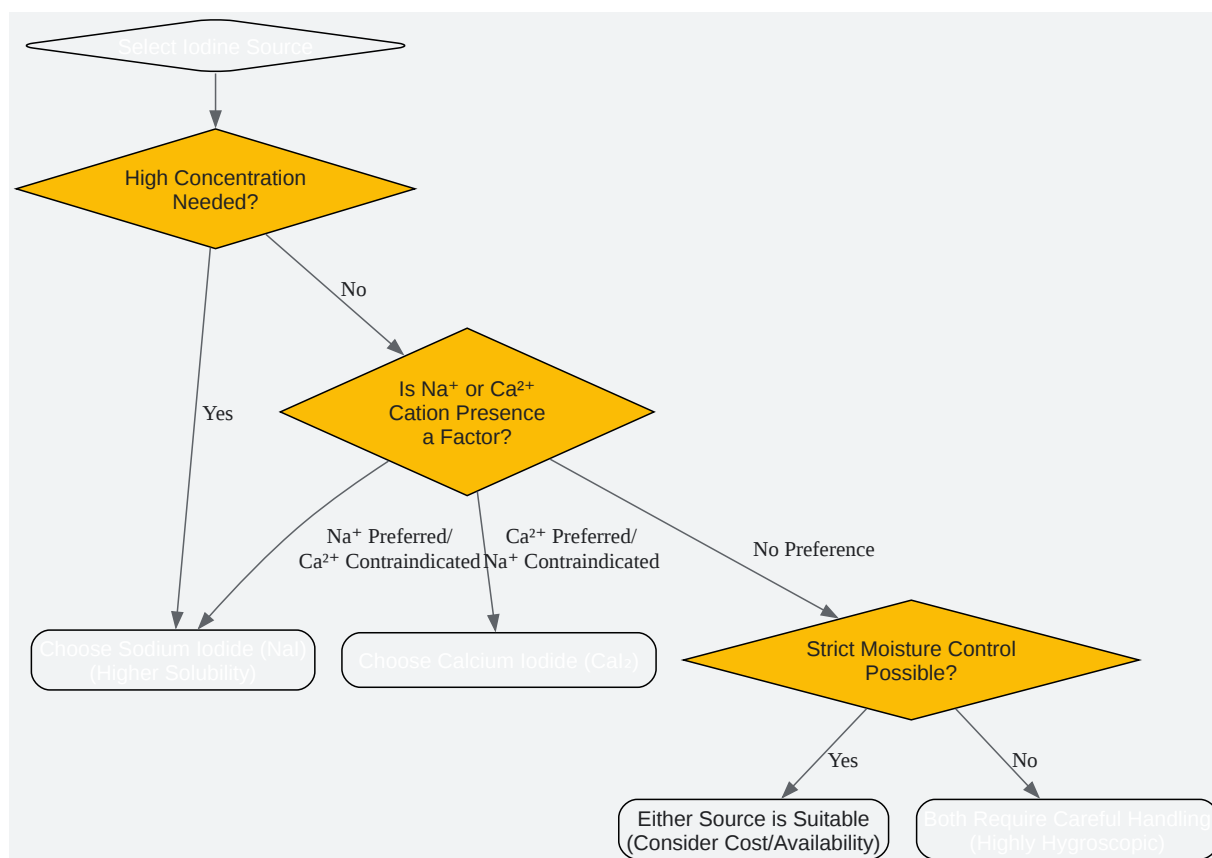 Select Iodine Source
High Concentration
Needed?
No
Is Na⁺ or Ca²⁺
Cation Presence
a Factor?
Yes
Na⁺ Preferred/
Ca²⁺ Contraindicated
Ca²⁺ Preferred/
Na⁺ Contraindicated
No Preference
Choose Sodium Iodide (NaI)
(Higher Solubility)
Choose Calcium Iodide (CaI₂)
Strict Moisture Control
Possible?
Yes
No
Either Source is Suitable
(Consider Cost/Availability)
Both Require Careful Handling
(Highly Hygroscopic)